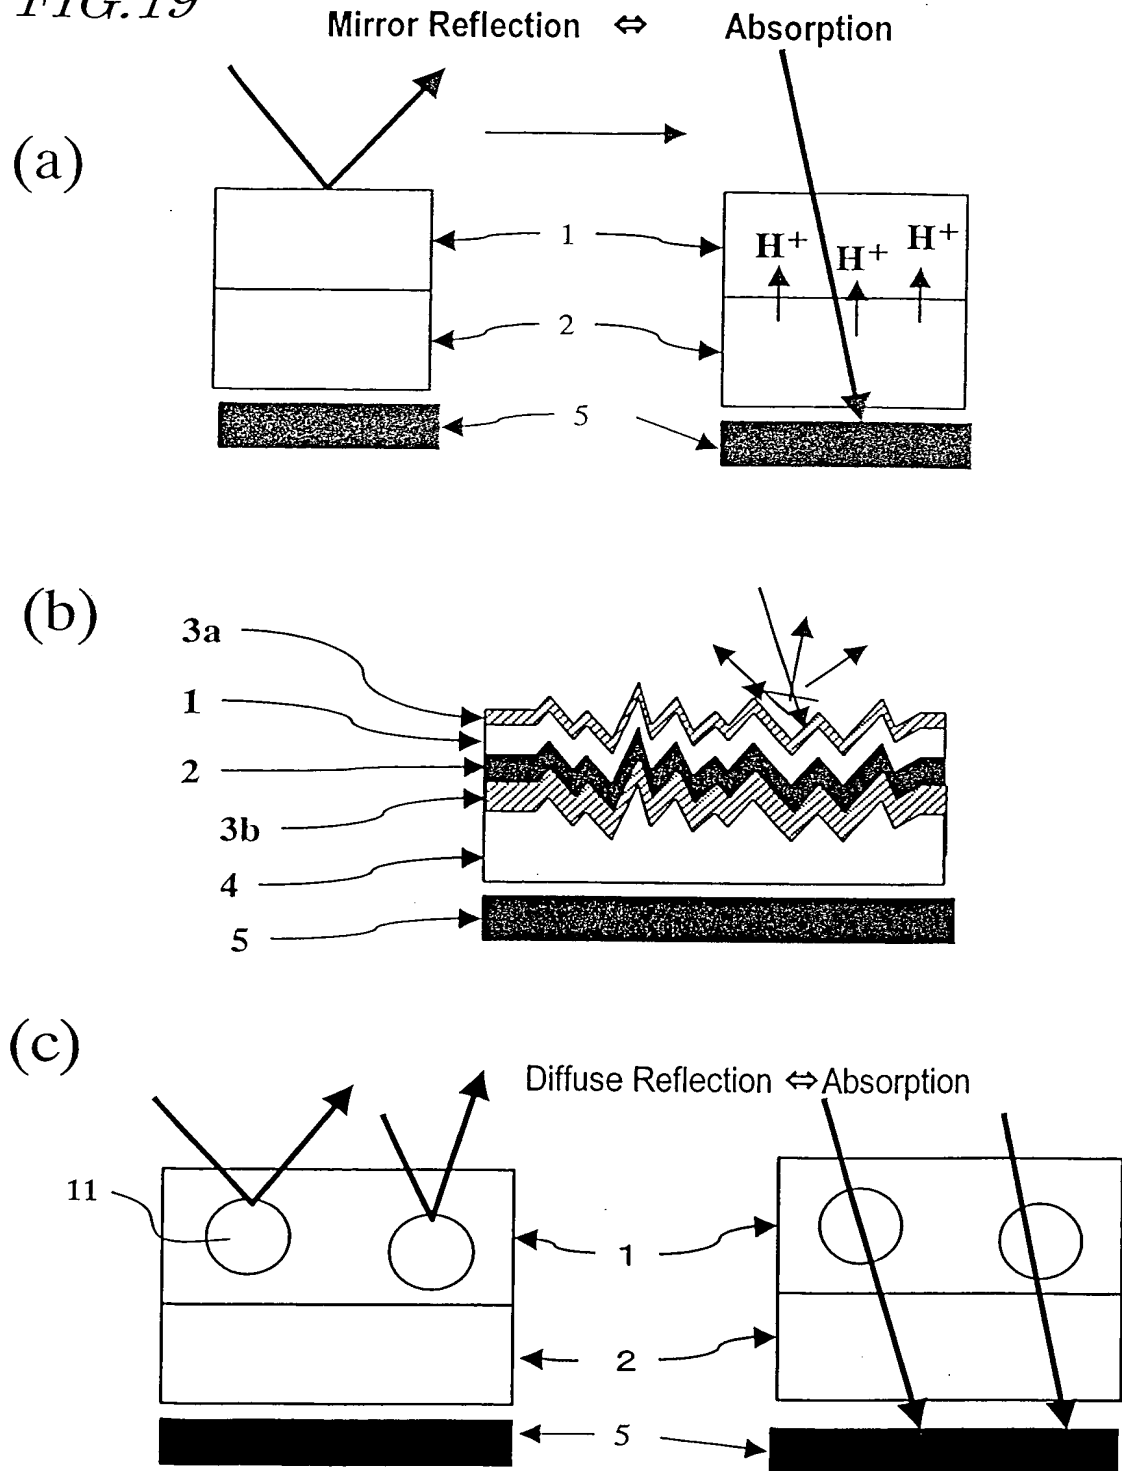 FIG.19
Mirror Reflection ⇔ Absorption
(a)
1
H+ H+ H+
2
5
(b)
3a
1
2
3b
4
5
(c)
Diffuse Reflection ⇔ Absorption
11
1
2
5